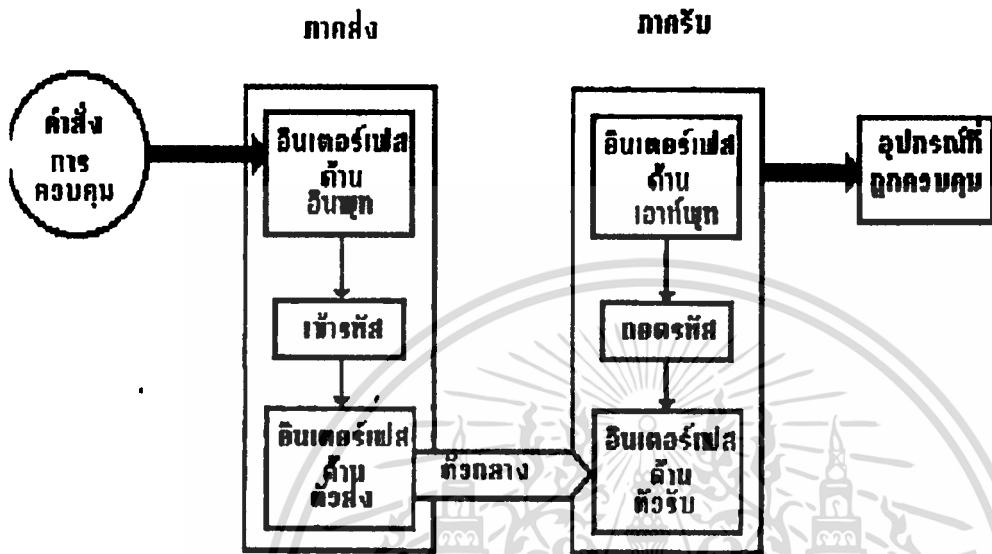 ภาคส่ง
ภาครับ
คำสั่ง
การ
ควบคุม
อินเตอร์เฟส
ด้าน
อินพุท
เข้ารหัส
อินเตอร์เฟส
ด้าน
ตัวส่ง
ตัวกลาง
อินเตอร์เฟส
ด้าน
เอาท์พุท
ถอดรหัส
อินเตอร์เฟส
ด้าน
ตัวรับ
อุปกรณ์ที่
ถูกควบคุม